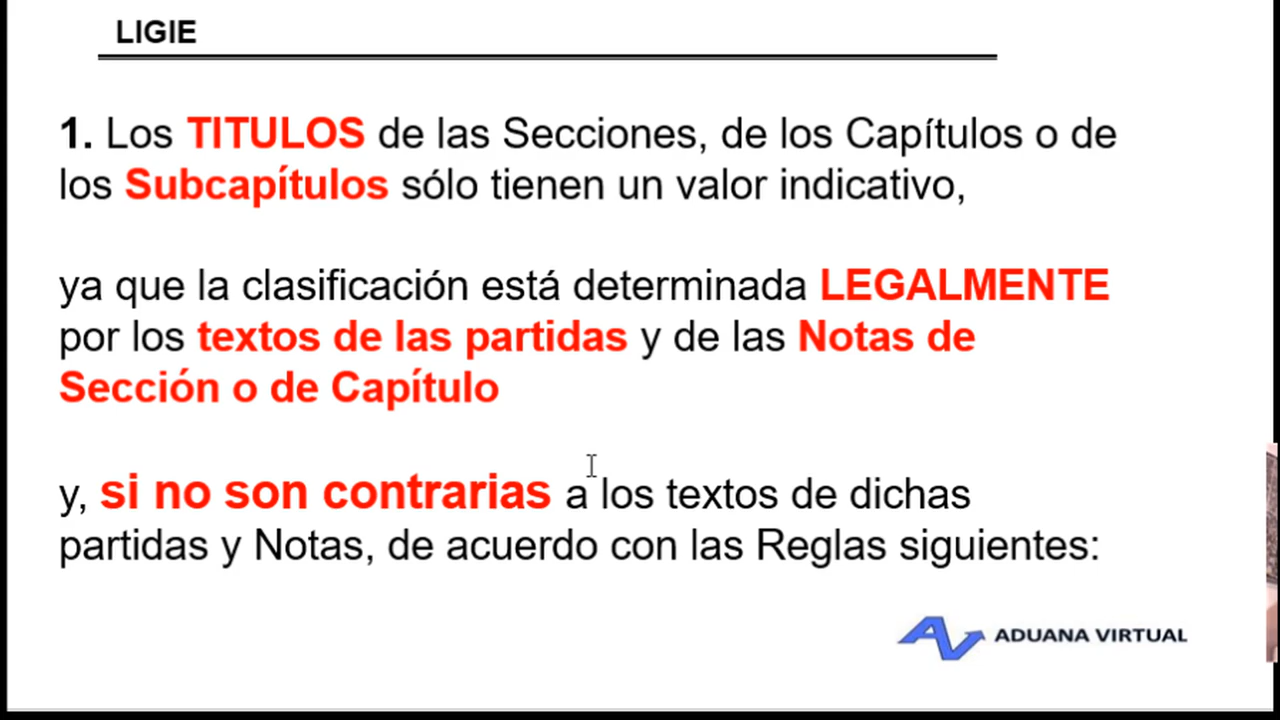 LIGIE
1. Los TITULOS de las Secciones, de los Capítulos o de
los Subcapítulos sólo tienen un valor indicativo,
ya que la clasificación está determinada LEGALMENTE
por los textos de las partidas y de las Notas de
Sección o de Capítulo
y, si no son contrarias a los textos de dichas
partidas y Notas, de acuerdo con las Reglas siguientes:
ADUANA VIRTUAL